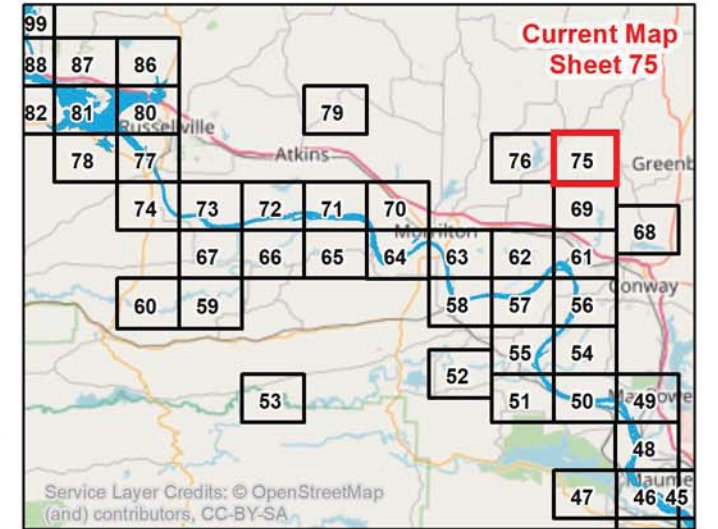 99
Current Map
Sheet 75
88 87 86
82 81 80 79
Russellville
78 77 Atkins 76 75 Greenb
74 73 72 71 70 69 68
Morrilton
67 66 65 64 63 62 61
Conway
60 59 58 57 56
55 54
53 52 51 50 49
48
Maume
47 46 45
Service Layer Credits: © OpenStreetMap
(and) contributors, CC-BY-SA